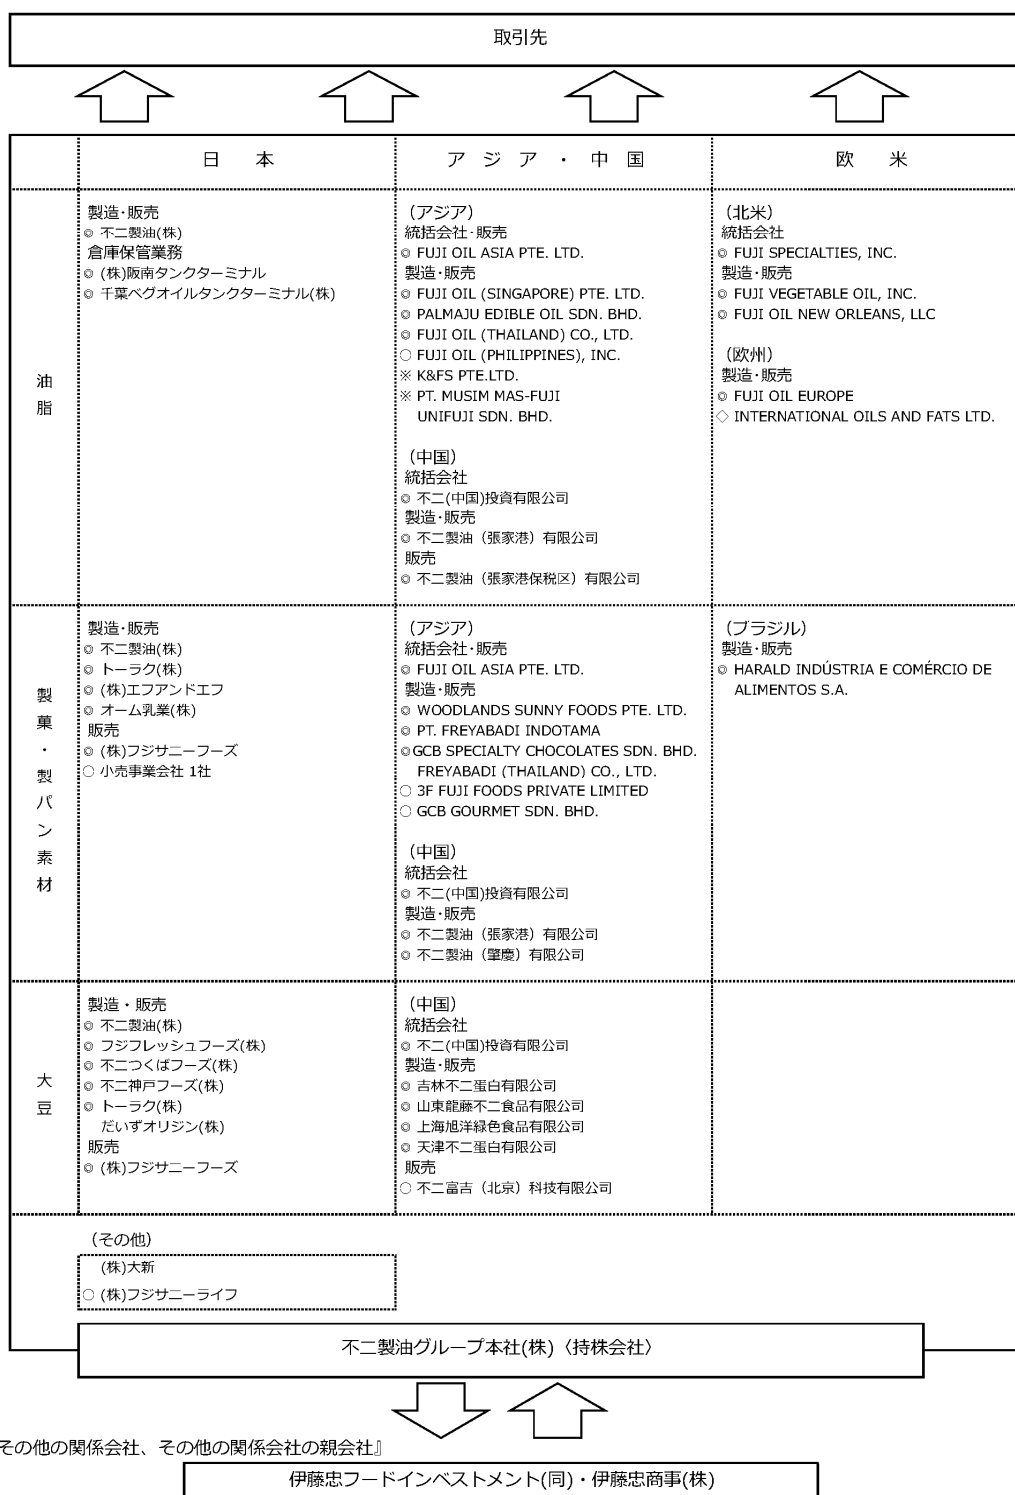 取引先
日　本
アジア・中国
欧　米
油脂
製造・販売
◎ 不二製油(株)
倉庫保管業務
◎ (株)阪南タンクターミナル
◎ 千葉ベグオイルタンクターミナル(株)
（アジア）
統括会社・販売
◎ FUJI OIL ASIA PTE. LTD.
製造・販売
◎ FUJI OIL (SINGAPORE) PTE. LTD.
◎ PALMAJU EDIBLE OIL SDN. BHD.
◎ FUJI OIL (THAILAND) CO., LTD.
○ FUJI OIL (PHILIPPINES), INC.
※ K&FS PTE.LTD.
※ PT. MUSIM MAS-FUJI
UNIFUJI SDN. BHD.
（中国）
統括会社
◎ 不二(中国)投資有限公司
製造・販売
◎ 不二製油（張家港）有限公司
販売
◎ 不二製油（張家港保税区）有限公司
（北米）
統括会社
◎ FUJI SPECIALTIES, INC.
製造・販売
◎ FUJI VEGETABLE OIL, INC.
◎ FUJI OIL NEW ORLEANS, LLC
（欧州）
製造・販売
◎ FUJI OIL EUROPE
◇ INTERNATIONAL OILS AND FATS LTD.
製菓・製パン素材
製造・販売
◎ 不二製油(株)
◎ トーラク(株)
◎ (株)エフアンドエフ
◎ オーム乳業(株)
販売
◎ (株)フジサニーフーズ
○ 小売事業会社 1社
（アジア）
統括会社・販売
◎ FUJI OIL ASIA PTE. LTD.
製造・販売
◎ WOODLANDS SUNNY FOODS PTE. LTD.
◎ PT. FREYABADI INDOTAMA
◎GCB SPECIALTY CHOCOLATES SDN. BHD.
FREYABADI (THAILAND) CO., LTD.
○ 3F FUJI FOODS PRIVATE LIMITED
○ GCB GOURMET SDN. BHD.
（中国）
統括会社
◎ 不二(中国)投資有限公司
製造・販売
◎ 不二製油（張家港）有限公司
◎ 不二製油（肇慶）有限公司
（ブラジル）
製造・販売
◎ HARALD INDÚSTRIA E COMÉRCIO DE
ALIMENTOS S.A.
大豆
製造・販売
◎ 不二製油(株)
◎ フジフレッシュフーズ(株)
◎ 不二つくばフーズ(株)
◎ 不二神戸フーズ(株)
◎ トーラク(株)
だいずオリジン(株)
販売
◎ (株)フジサニーフーズ
（中国）
統括会社
◎ 不二(中国)投資有限公司
製造・販売
◎ 吉林不二蛋白有限公司
◎ 山東龍藤不二食品有限公司
◎ 上海旭洋緑色食品有限公司
◎ 天津不二蛋白有限公司
販売
○ 不二富吉（北京）科技有限公司
（その他）
(株)大新
○ (株)フジサニーライフ
不二製油グループ本社(株)〈持株会社〉
その他の関係会社、その他の関係会社の親会社』
伊藤忠フードインベストメント(同)・伊藤忠商事(株)